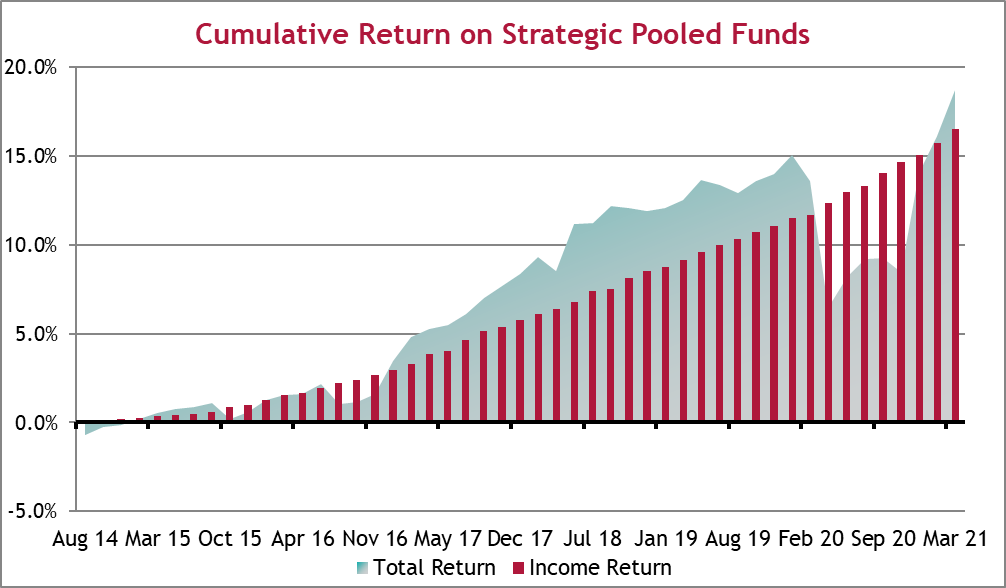 Cumulative Return on Strategic Pooled Funds
20.0%
15.0%
10.0%
5.0%
0.0%
-5.0%
Aug 14 Mar 15 Oct 15 Apr 16 Nov 16 May 17 Dec 17 Jul 18 Jan 19 Aug 19 Feb 20 Sep 20 Mar 21
Total Return Income Return